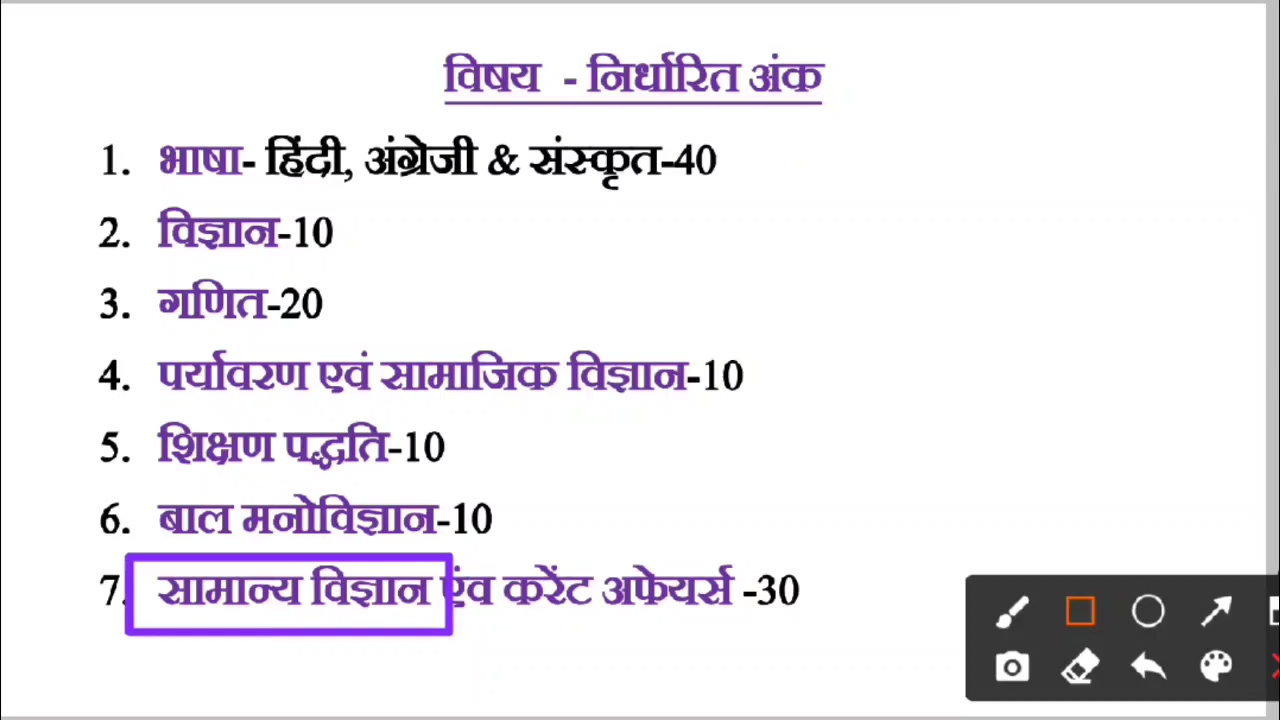 विषय - निर्धारित अंक
1. भाषा- हिंदी, अंग्रेजी & संस्कृत-40
2. विज्ञान-10
3. गणित-20
4. पर्यावरण एवं सामाजिक विज्ञान-10
5. शिक्षण पद्धति-10
6. बाल मनोविज्ञान-10
7. सामान्य विज्ञान एंव करेंट अफेयर्स -30